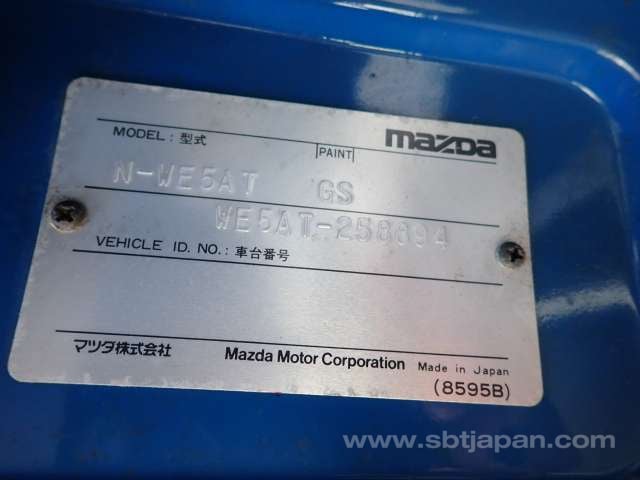 mazda
MODEL : 型式
PAINT
N-WE5AT GS
WE5AT-258694
VEHICLE ID. NO. : 車台番号
マツダ株式会社 Mazda Motor Corporation Made in Japan
(8595B)
www.sbtjapan.com